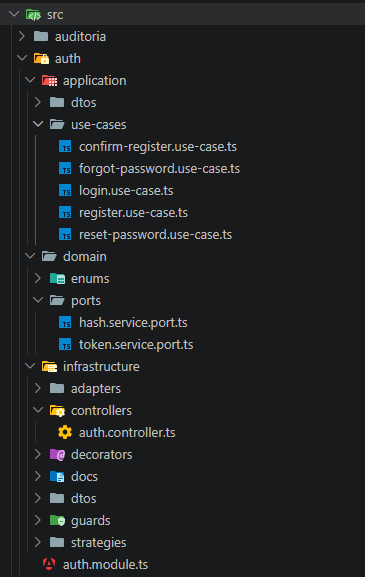 src
auditoria
auth
application
dtos
use-cases
confirm-register.use-case.ts
forgot-password.use-case.ts
login.use-case.ts
register.use-case.ts
reset-password.use-case.ts
domain
enums
ports
hash.service.port.ts
token.service.port.ts
infrastructure
adapters
controllers
auth.controller.ts
decorators
docs
dtos
guards
strategies
auth.module.ts